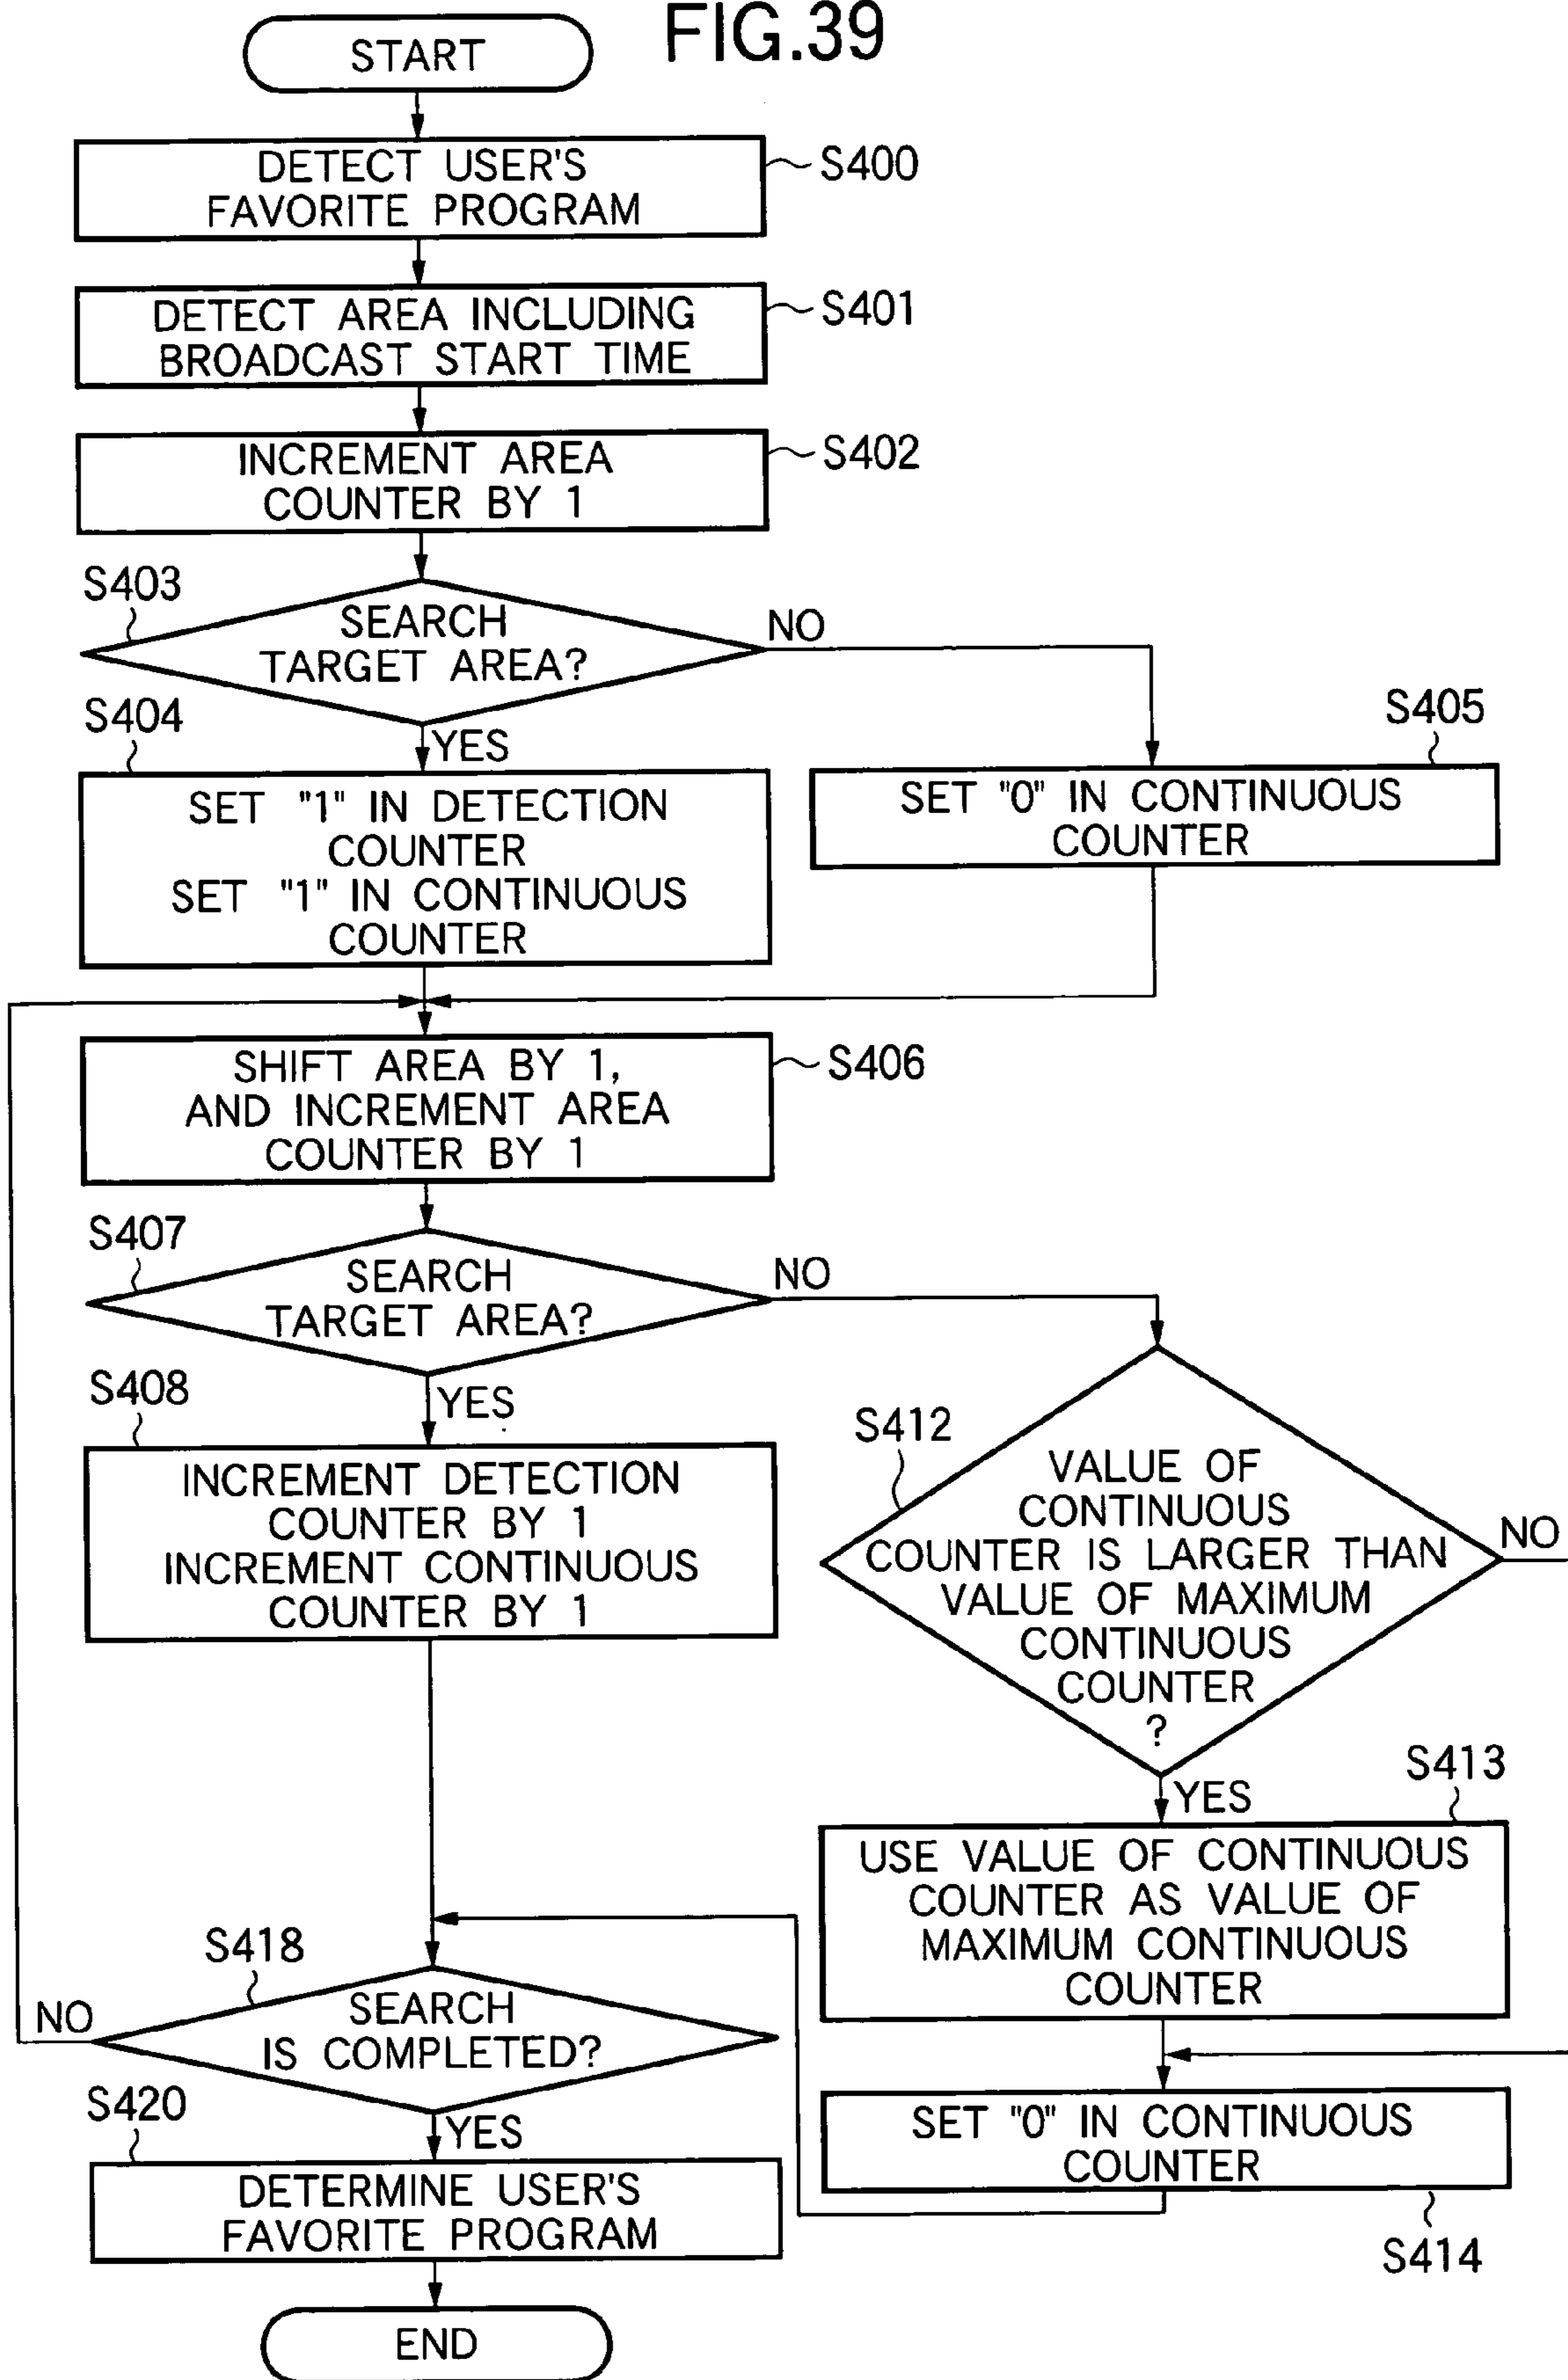 FIG.39
START
DETECT USER'S
FAVORITE PROGRAM
S400
DETECT AREA INCLUDING
BROADCAST START TIME
S401
INCREMENT AREA
COUNTER BY 1
S402
S403
SEARCH
TARGET AREA?
NO
S404
YES
S405
SET "1" IN DETECTION
COUNTER
SET "1" IN CONTINUOUS
COUNTER
SET "0" IN CONTINUOUS
COUNTER
SHIFT AREA BY 1,
AND INCREMENT AREA
COUNTER BY 1
S406
S407
SEARCH
TARGET AREA?
NO
S408
YES
INCREMENT DETECTION
COUNTER BY 1
INCREMENT CONTINUOUS
COUNTER BY 1
S412
VALUE OF
CONTINUOUS
COUNTER IS LARGER THAN
VALUE OF MAXIMUM
CONTINUOUS
COUNTER
?
NO
YES
S413
USE VALUE OF CONTINUOUS
COUNTER AS VALUE OF
MAXIMUM CONTINUOUS
COUNTER
S418
SEARCH
IS COMPLETED?
NO
YES
SET "0" IN CONTINUOUS
COUNTER
S414
S420
DETERMINE USER'S
FAVORITE PROGRAM
END